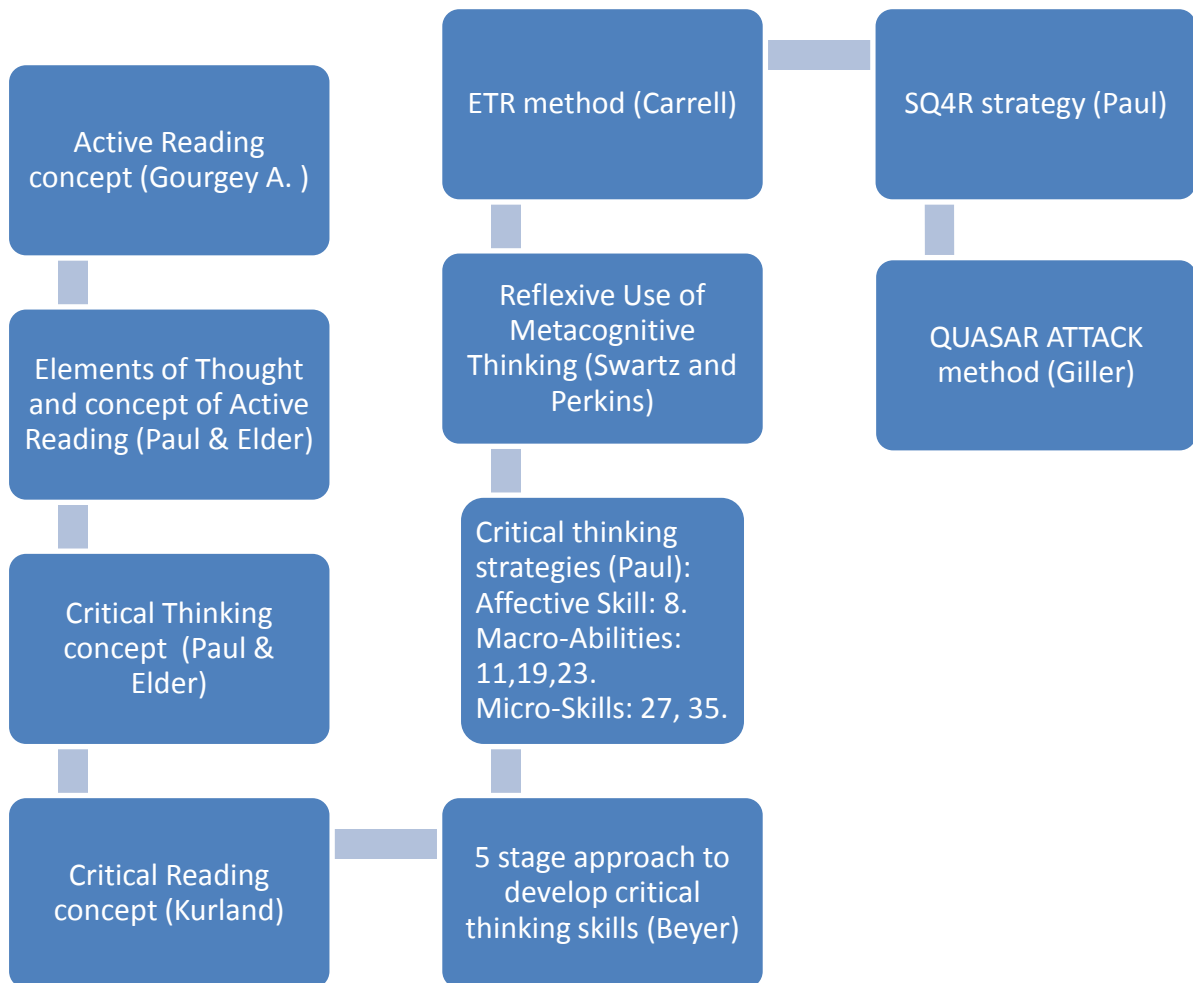 Active Reading
concept (Gourgey A. )
Elements of Thought
and concept of Active
Reading (Paul & Elder)
Critical Thinking
concept  (Paul &
Elder)
Critical Reading
concept (Kurland)
5 stage approach to
develop critical
thinking skills (Beyer)
Critical thinking
strategies (Paul):
Affective Skill: 8.
Macro-Abilities:
11,19,23.
Micro-Skills: 27, 35.
Reflexive Use of
Metacognitive
Thinking (Swartz and
Perkins)
ETR method (Carrell)
SQ4R strategy (Paul)
QUASAR ATTACK
method (Giller)